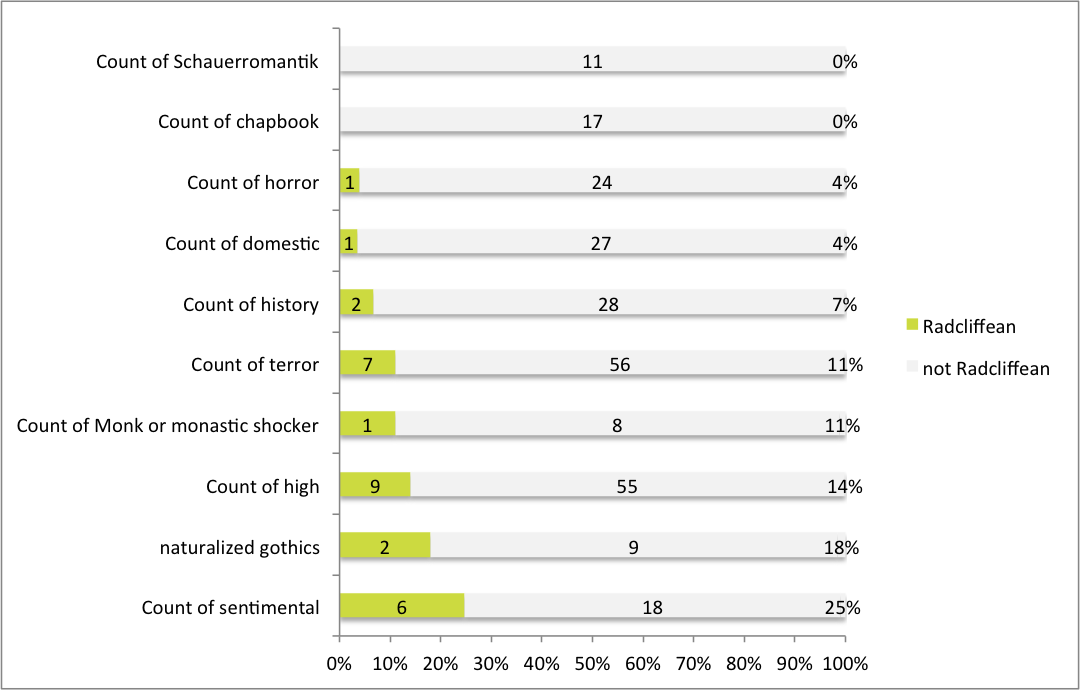 Count of Schauerromantik 11 0%
Count of chapbook 17 0%
Count of horror 1 24 4%
Count of domestic 1 27 4%
Count of history 2 28 7%
Radcliffean
Count of terror 7 56 11%
not Radcliffean
Count of Monk or monastic shocker 1 8 11%
Count of high 9 55 14%
naturalized gothics 2 9 18%
Count of sentimental 6 18 25%
0% 10% 20% 30% 40% 50% 60% 70% 80% 90% 100%